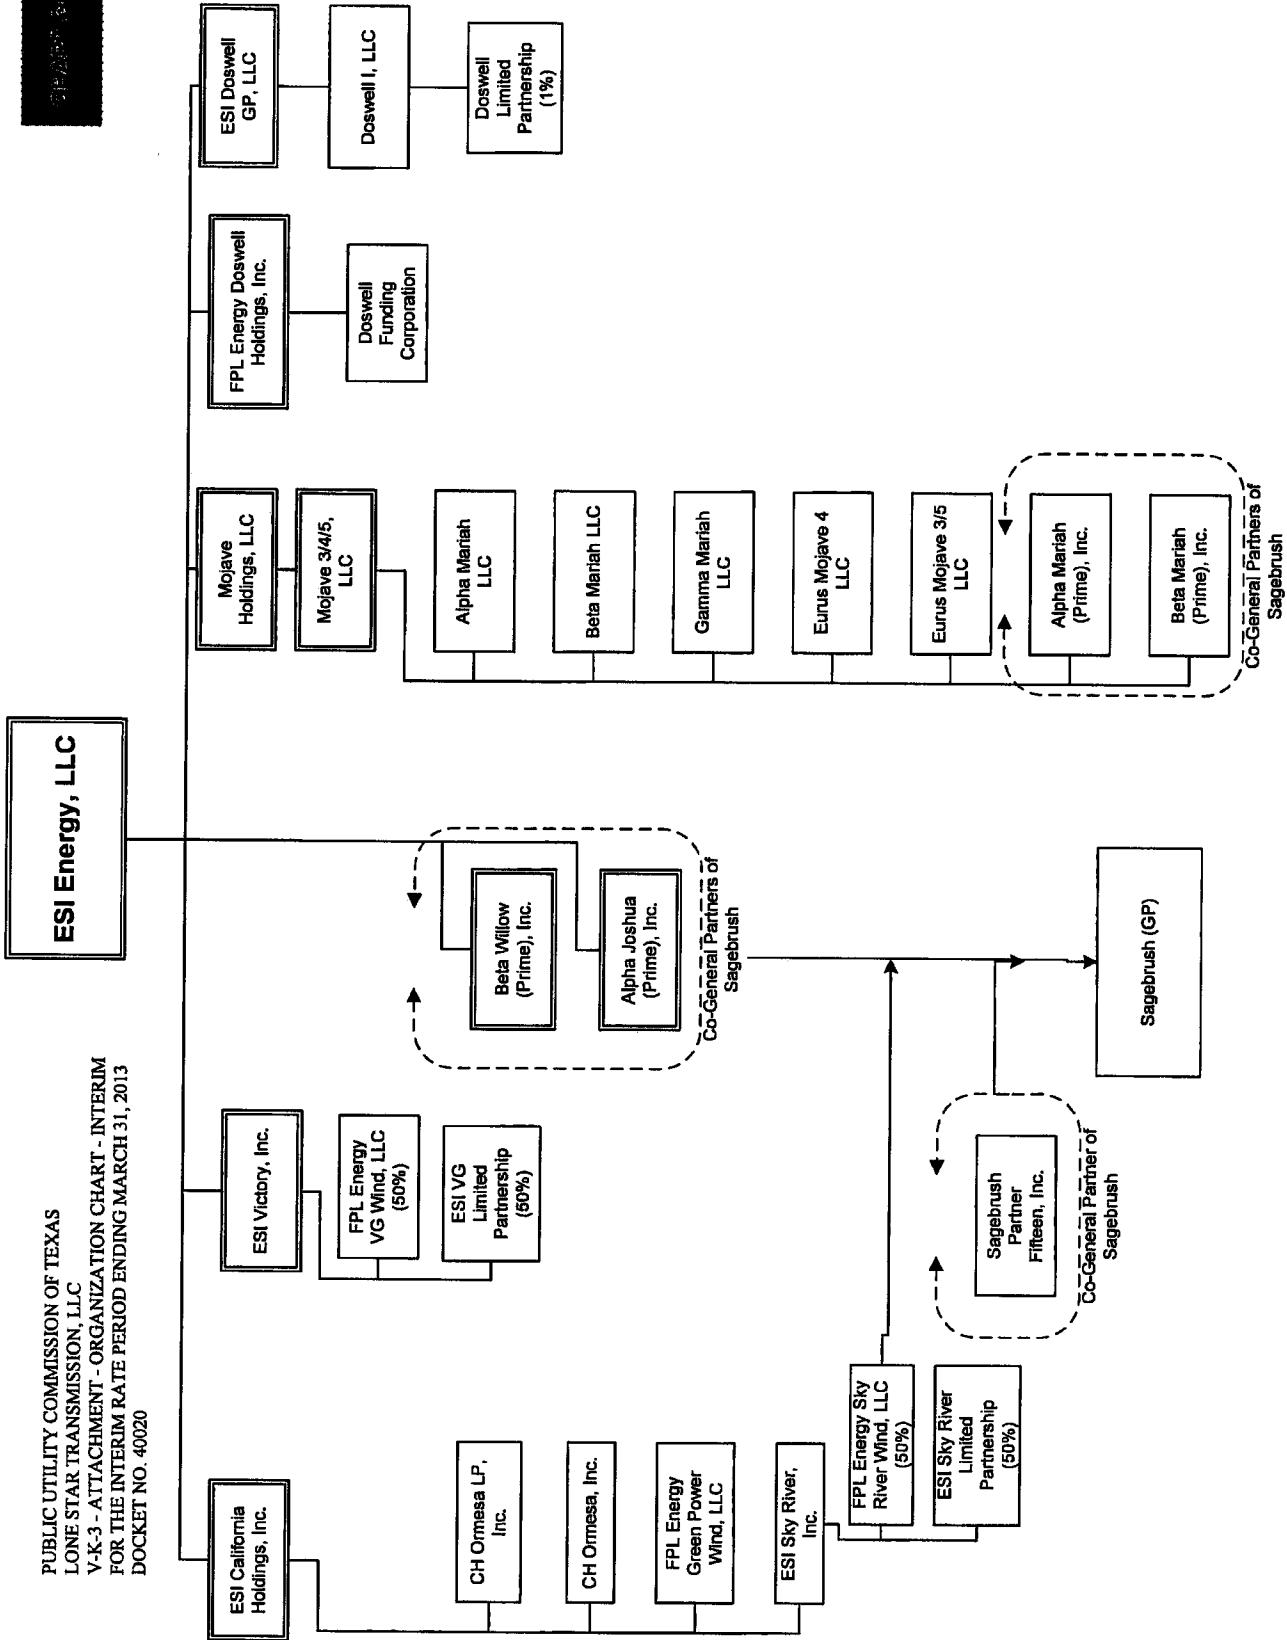 PUBLIC UTILITY COMMISSION OF TEXAS
LONE STAR TRANSMISSION, LLC
V-K-3 - ATTACHMENT - ORGANIZATION CHART - INTERIM
FOR THE INTERIM RATE PERIOD ENDING MARCH 31, 2013
DOCKET NO. 40020
ESI Energy, LLC
ESI California
Holdings, Inc.
CH Ormesa LP,
Inc.
CH Ormesa, Inc.
FPL Energy
Green Power
Wind, LLC
ESI Sky River,
Inc.
FPL Energy Sky
River Wind, LLC
(50%)
ESI Sky River
Limited
Partnership
(50%)
ESI Victory, Inc.
FPL Energy
VG Wind, LLC
(50%)
ESI VG
Limited
Partnership
(50%)
Sagebrush
Partner
Fifteen, Inc.
Co-General Partner of
Sagebrush
Beta Willow
(Prime), Inc.
Alpha Joshua
(Prime), Inc.
Co-General Partners of
Sagebrush
Sagebrush (GP)
Mojave
Holdings, LLC
Mojave 3/4/5,
LLC
Alpha Mariah
LLC
Beta Mariah LLC
Gamma Mariah
LLC
Eurus Mojave 4
LLC
Eurus Mojave 3/5
LLC
Alpha Mariah
(Prime), Inc.
Beta Mariah
(Prime), Inc.
Co-General Partners of
Sagebrush
FPL Energy Doswell
Holdings, Inc.
Doswell
Funding
Corporation
ESI Doswell
GP, LLC
Doswell I, LLC
Doswell
Limited
Partnership
(1%)